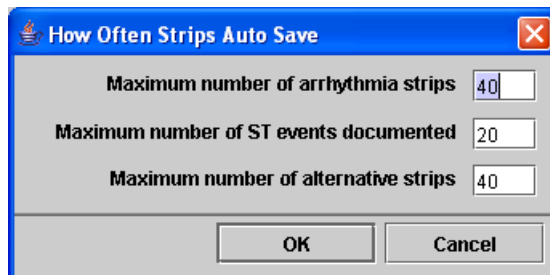 How Often Strips Auto Save
Maximum number of arrhythmia strips 40
Maximum number of ST events documented 20
Maximum number of alternative strips 40
OK Cancel